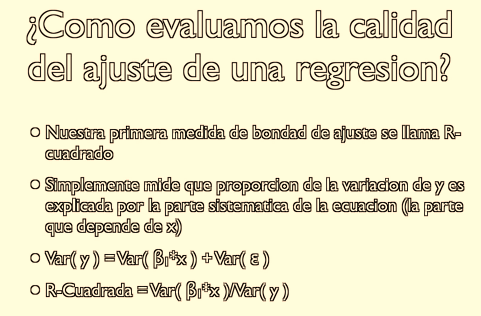 ¿Como evaluamos la calidad
del ajuste de una regresion?
Nuestra primera medida de bondad de ajuste se llama R-
cuadrado
Simplemente mide que proporcion de la variacion de y es
explicada por la parte sistematica de la ecuacion (la parte
que depende de x)
Var( y ) = Var( β₁*x ) + Var( ε )
R-Cuadrada = Var( β₁*x )/Var( y )